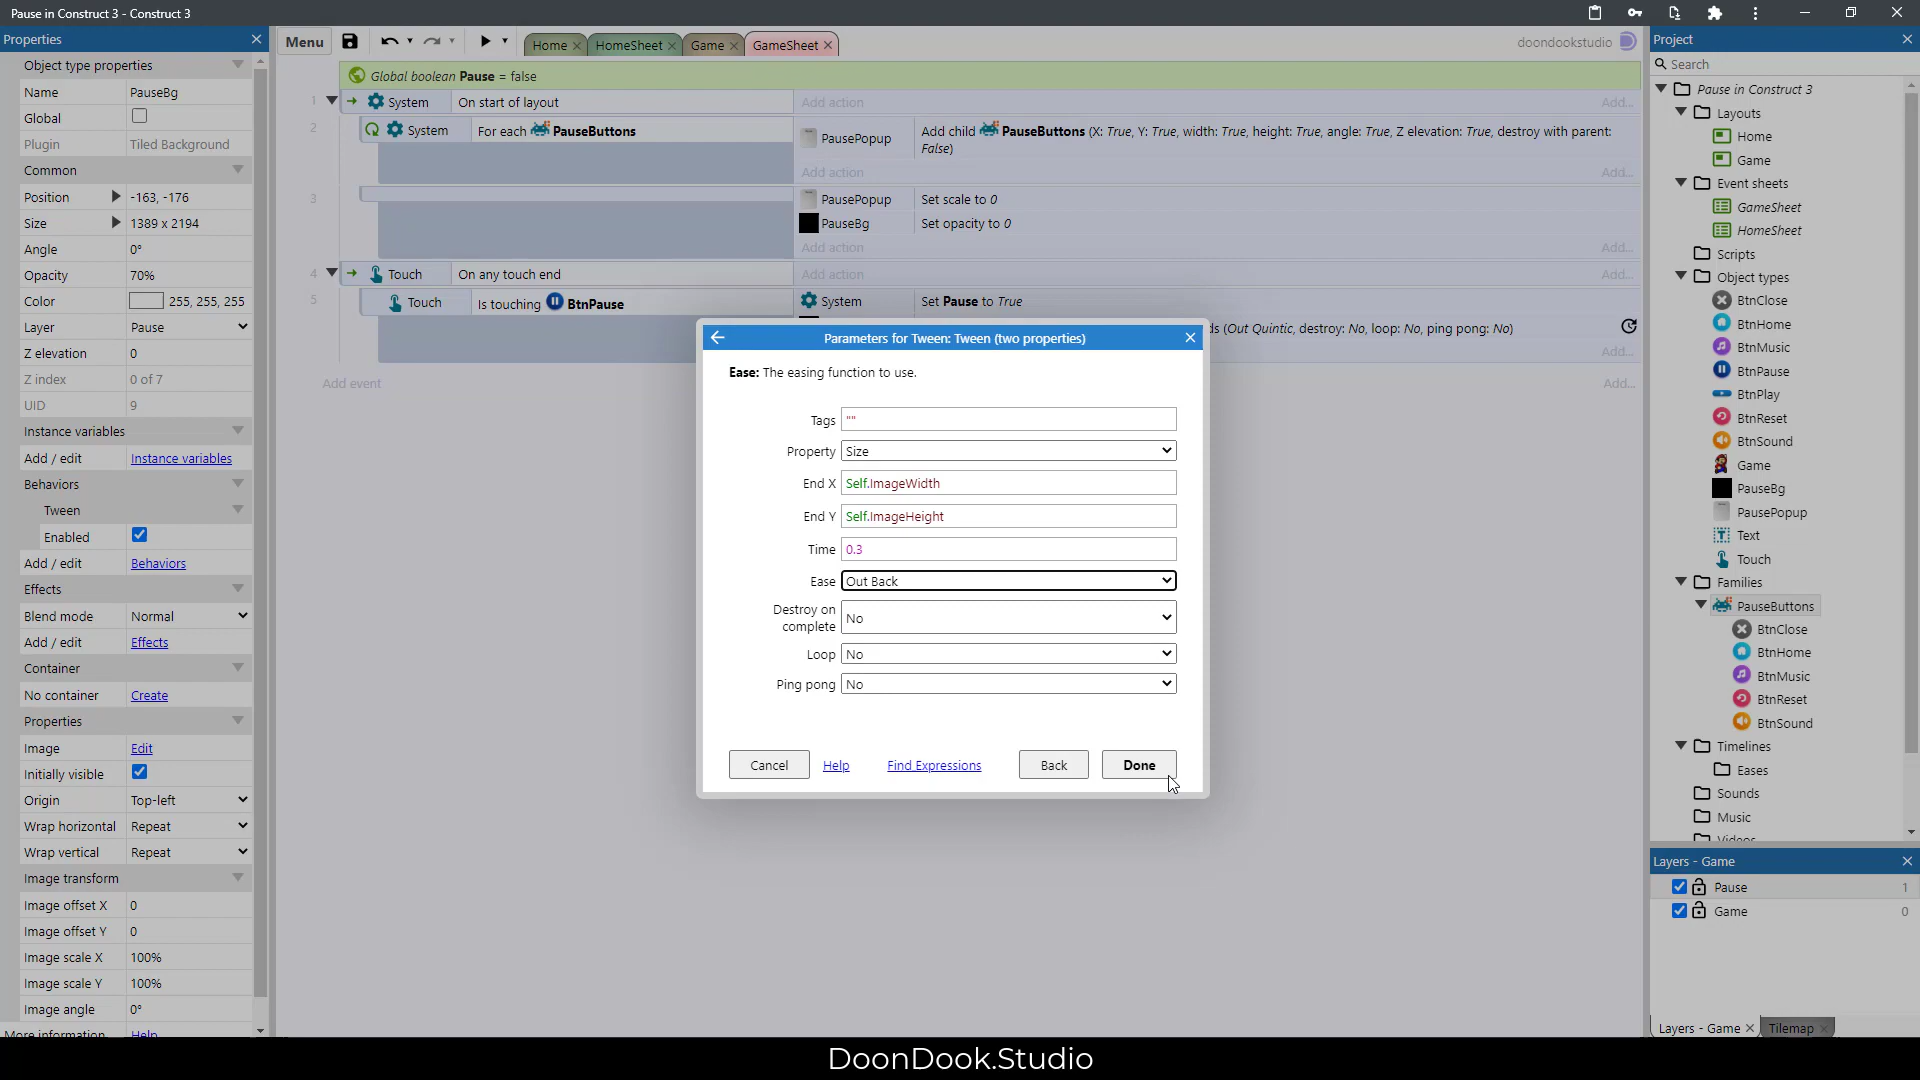 Pause in Construct 3 - Construct 3
Properties
Object type properties
Name PauseBg
Global
Plugin Tiled Background
Common
Position -163, -176
Size 1389 x 2194
Angle 0°
Opacity 70%
Color 255, 255, 255
Layer Pause
Z elevation 0
Z index 0 of 7
UID 9
Instance variables
Add / edit Instance variables
Behaviors
Tween
Enabled
Add / edit Behaviors
Effects
Blend mode Normal
Add / edit Effects
Container
No container Create
Properties
Image Edit
Initially visible
Origin Top-left
Wrap horizontal Repeat
Wrap vertical Repeat
Image transform
Image offset X 0
Image offset Y 0
Image scale X 100%
Image scale Y 100%
Image angle 0°
More information Help
Menu
Home
HomeSheet
Game
GameSheet
doondookstudio
Global boolean Pause = false
1 System On start of layout Add action Add...
2 System For each PauseButtons PausePopup Add child PauseButtons (X: True, Y: True, width: True, height: True, angle: True, Z elevation: True, destroy with parent:
False)
Add action Add...
3 PausePopup Set scale to 0
PauseBg Set opacity to 0
Add action Add...
4 Touch On any touch end Add action Add...
5 Touch Is touching BtnPause System Set Pause to True
ds (Out Quintic, destroy: No, loop: No, ping pong: No)
Add...
Add event Add...
Parameters for Tween: Tween (two properties)
Ease: The easing function to use.
Tags ""
Property Size
End X Self.ImageWidth
End Y Self.ImageHeight
Time 0.3
Ease Out Back
Destroy on
complete No
Loop No
Ping pong No
Cancel Help Find Expressions Back Done
Project
Search
Pause in Construct 3
Layouts
Home
Game
Event sheets
GameSheet
HomeSheet
Scripts
Object types
BtnClose
BtnHome
BtnMusic
BtnPause
BtnPlay
BtnReset
BtnSound
Game
PauseBg
PausePopup
Text
Touch
Families
PauseButtons
BtnClose
BtnHome
BtnMusic
BtnReset
BtnSound
Timelines
Eases
Sounds
Music
Videos
Layers - Game
Pause 1
Game 0
Layers - Game
Tilemap
DoonDook.Studio